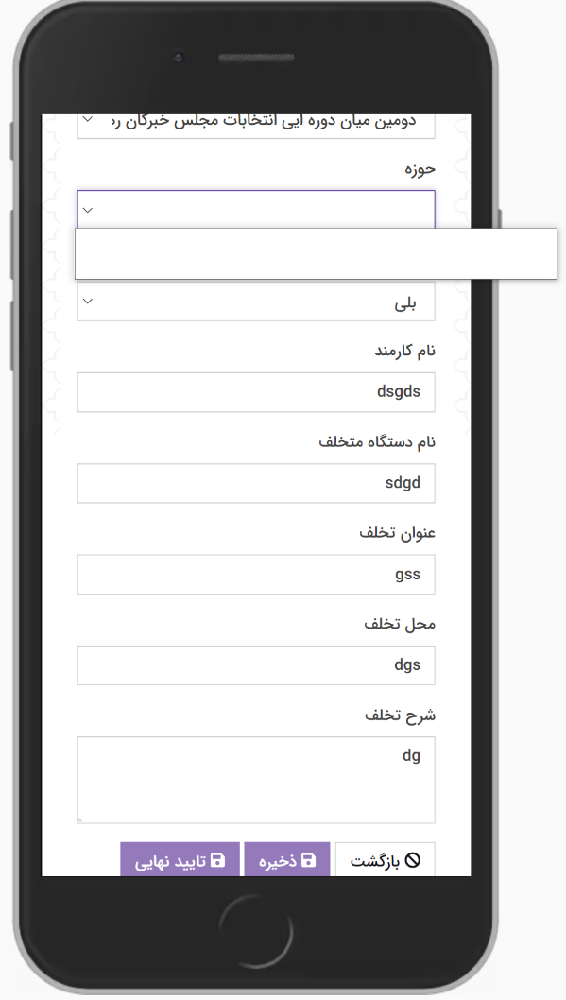 دومین میان دوره ایی انتخابات مجلس خبرگان
حوزه
بلی
نام کارمند
dsgds
نام دستگاه متخلف
sdgd
عنوان تخلف
gss
محل تخلف
dgs
شرح تخلف
dg
بازگشت ذخیره تایید نهایی